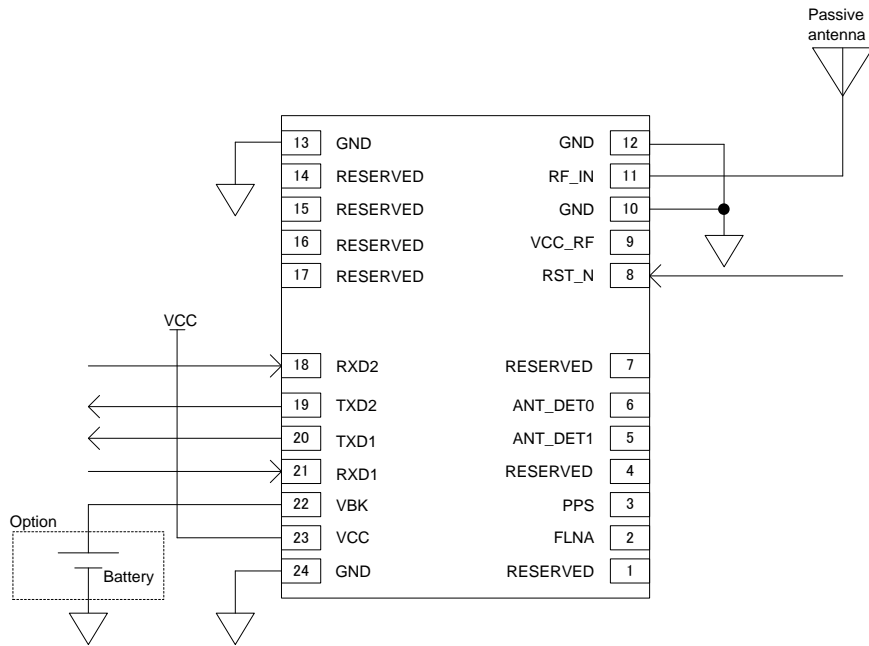 Passive
antenna
13 GND
GND 12
14 RESERVED
RF_IN 11
15 RESERVED
GND 10
16 RESERVED
VCC_RF 9
17 RESERVED
RST_N 8
VCC
18 RXD2
RESERVED 7
19 TXD2
ANT_DET0 6
20 TXD1
ANT_DET1 5
21 RXD1
RESERVED 4
22 VBK
PPS 3
Option
23 VCC
FLNA 2
Battery
24 GND
RESERVED 1